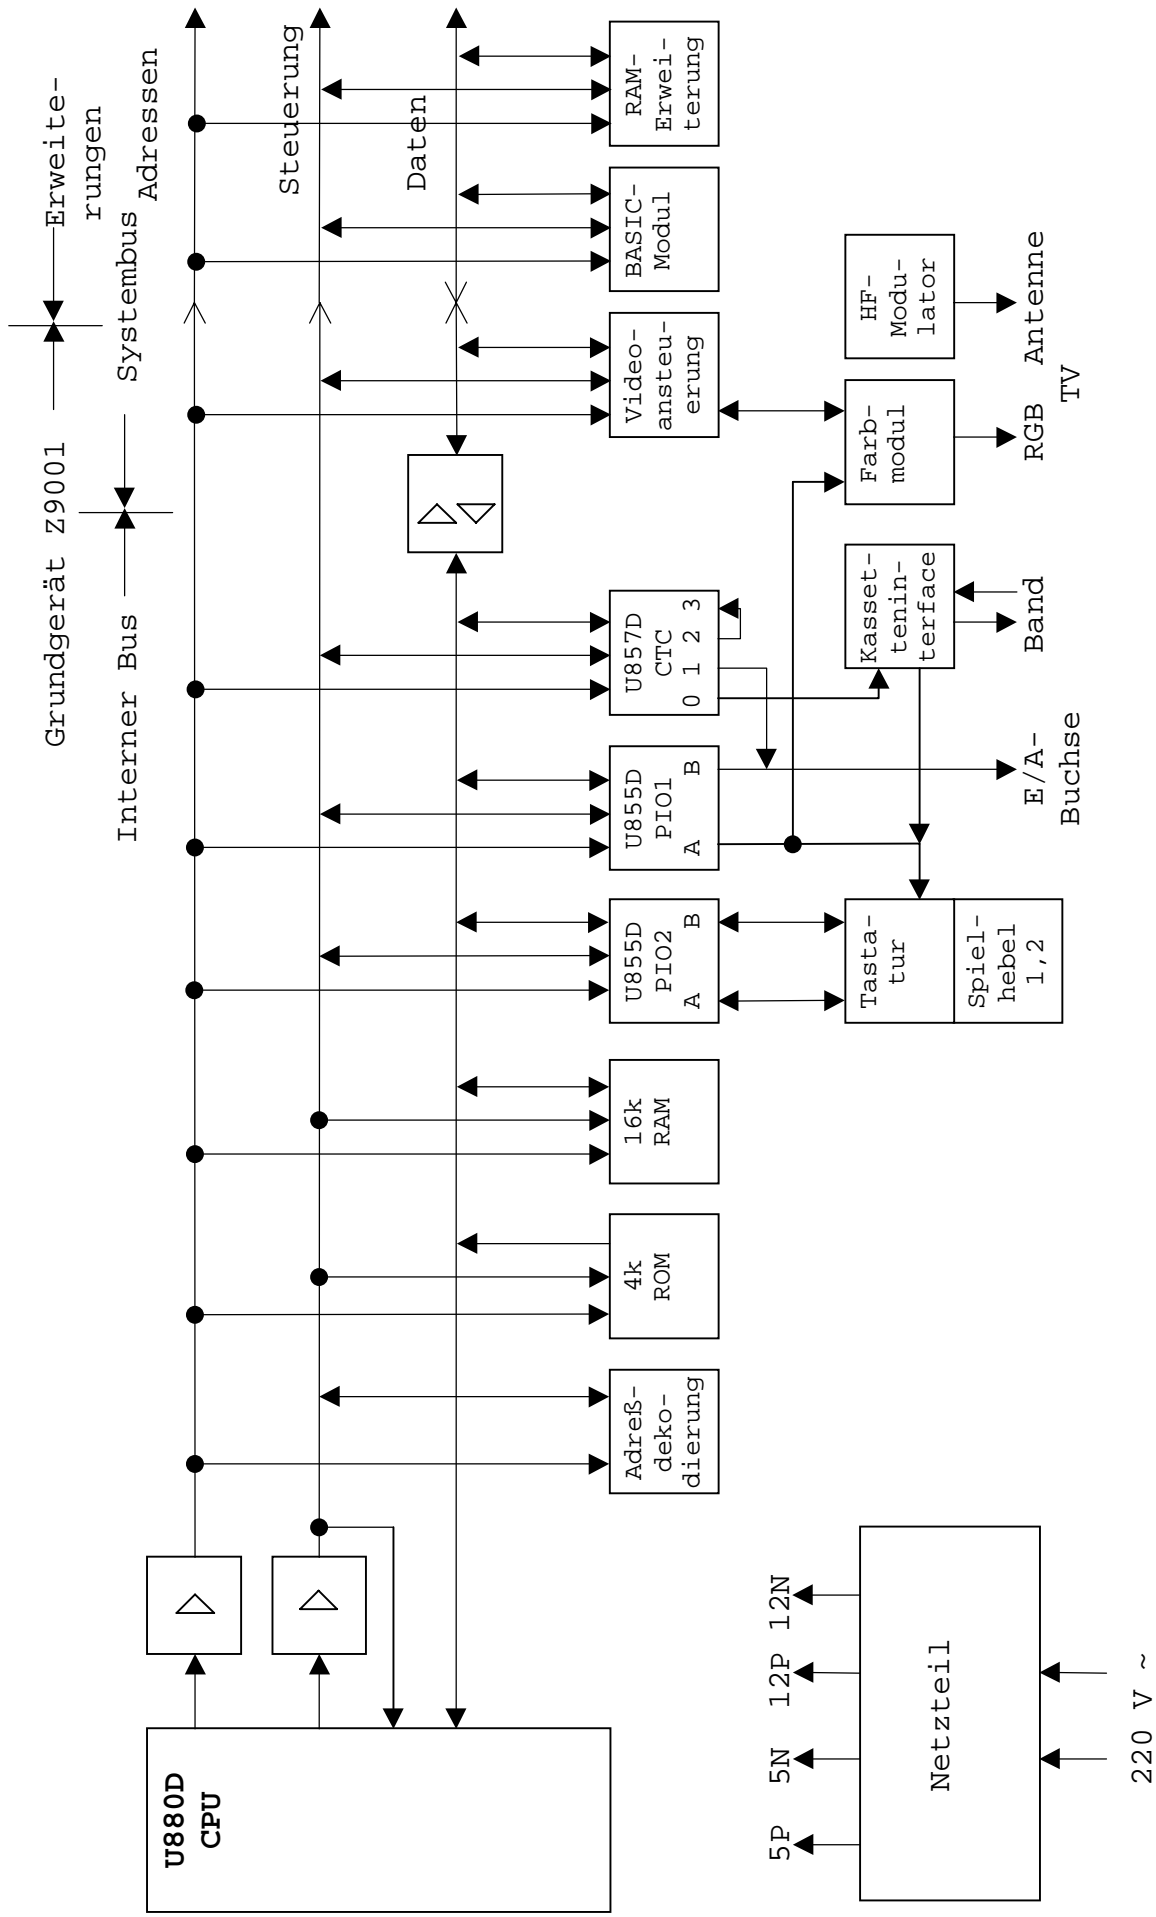 Grundgerät Z9001
Erweite-
rungen
Interner Bus
Systembus
Adressen
Steuerung
Daten
U880D
CPU
Adreß-
deko-
dierung
4k
ROM
16k
RAM
U855D
PIO2
A B
U855D
PIO1
A B
U857D
CTC
0 1 2 3
Video-
ansteu-
erung
BASIC-
Modul
RAM-
Erwei-
terung
Tasta-
tur
Spiel-
hebel
1,2
Kasset-
tenin-
terface
Farb-
modul
HF-
Modu-
lator
E/A-
Buchse
Band
RGB Antenne
TV
5P 5N 12P 12N
Netzteil
220 V ~